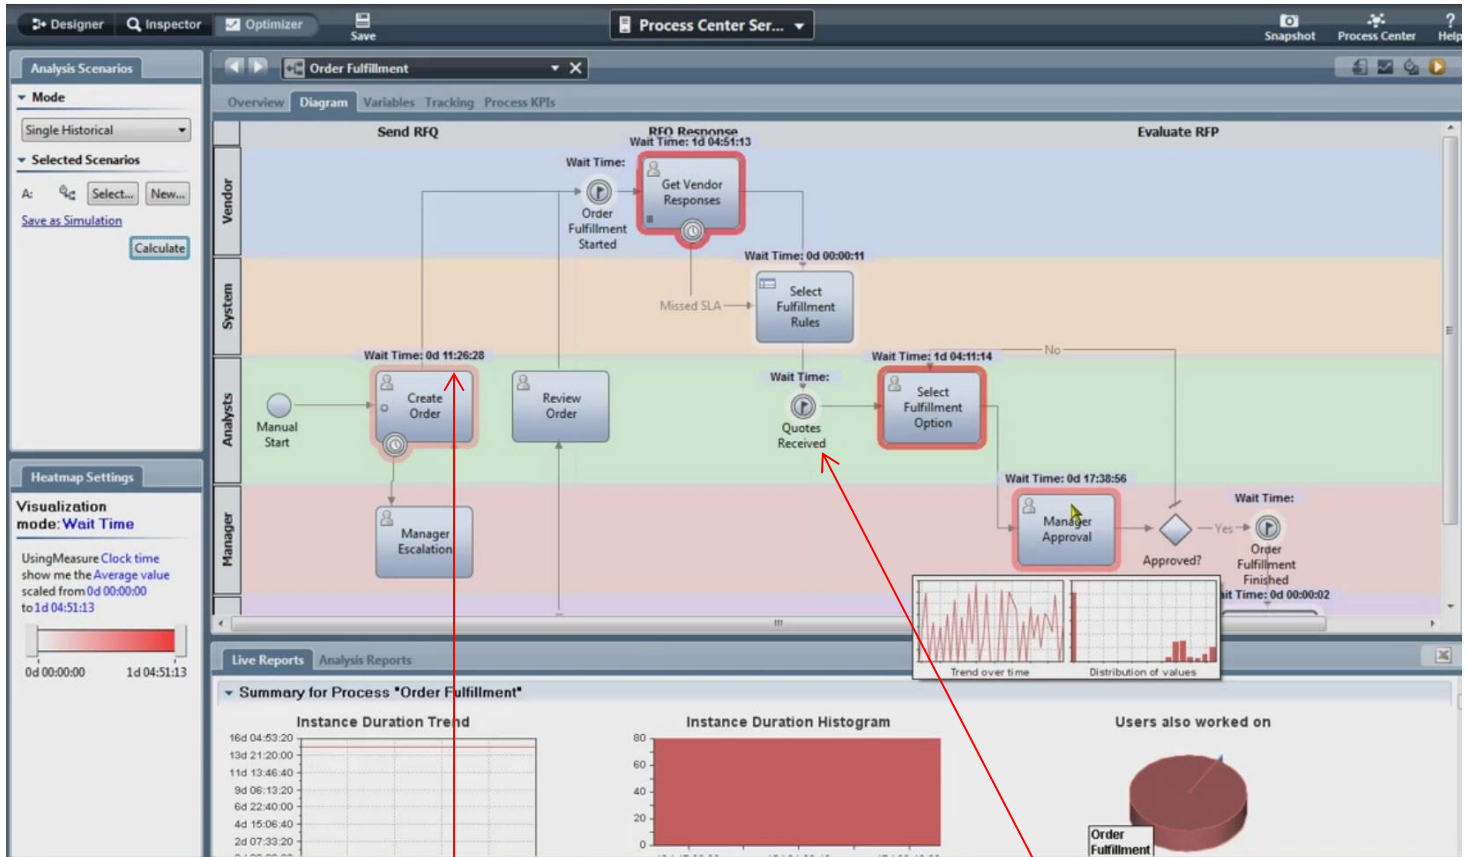 Designer Inspector Optimizer
Save
Process Center Ser...
Snapshot Process Center Help
Analysis Scenarios
Mode
Single Historical
Selected Scenarios
A: Select... New...
Save as Simulation
Calculate
Order Fulfillment
Overview Diagram Variables Tracking Process KPIs
Send RFQ RFQ Response Evaluate RFP
Vendor
Wait Time: 1d 04:51:13
Wait Time:
Get Vendor
Responses
Order
Fulfillment
Started
System
Wait Time: 0d 00:00:11
Missed SLA
Select
Fulfillment
Rules
Analysts
Wait Time: 0d 11:26:28
Manual
Start
Create
Order
Review
Order
Wait Time:
Quotes
Received
Wait Time: 1d 04:11:14
Select
Fulfillment
Option
No
Manager
Manager
Escalation
Wait Time: 0d 17:38:56
Manager
Approval
Approved?
Yes
Wait Time:
Order
Fulfillment
Finished
ait Time: 0d 00:00:02
Trend over time
Distribution of values
Heatmap Settings
Visualization
mode: Wait Time
UsingMeasure Clock time
show me the Average value
scaled from 0d 00:00:00
to 1d 04:51:13
0d 00:00:00 1d 04:51:13
Live Reports Analysis Reports
Summary for Process "Order Fulfillment"
Instance Duration Trend
16d 04:53:20
13d 21:20:00
11d 13:46:40
9d 06:13:20
6d 22:40:00
4d 15:06:40
2d 07:33:20
Instance Duration Histogram
80
60
40
20
0
Users also worked on
Order
Fulfillment